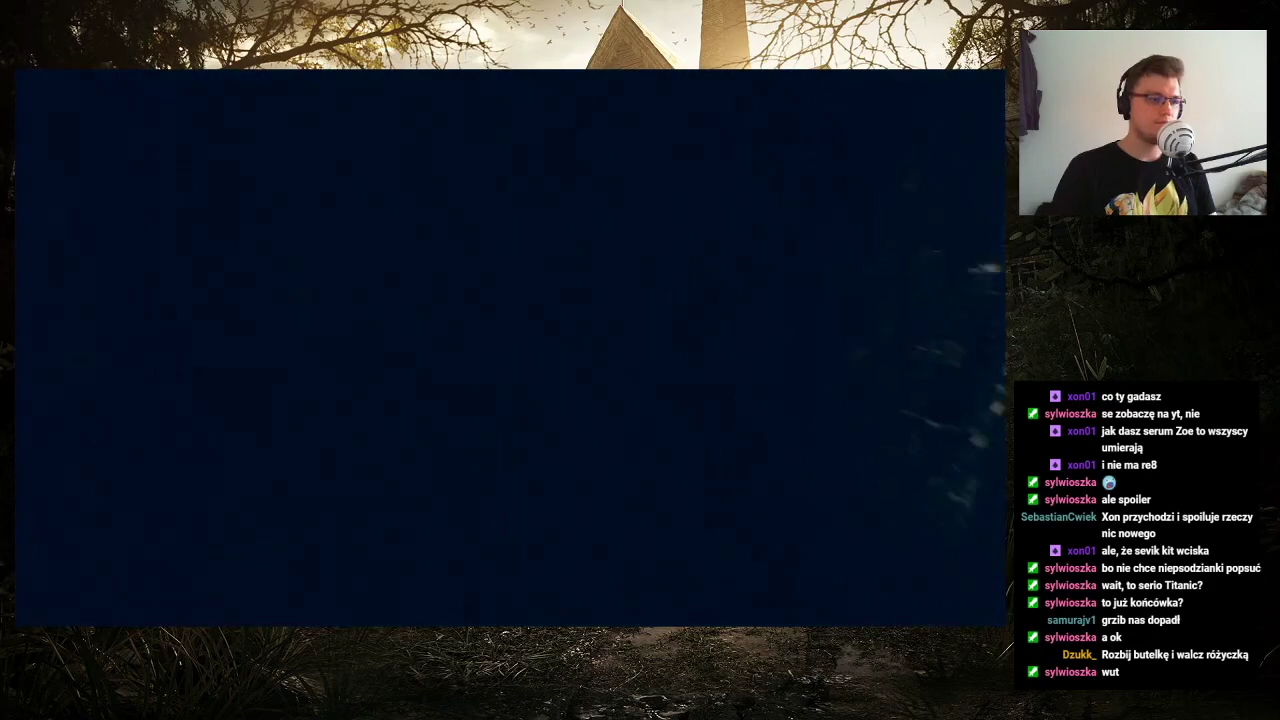 xon01 co ty gadasz
sylwioszka se zobaczę na yt, nie
xon01 jak dasz serum Zoe to wszyscy
umierają
xon01 i nie ma re8
sylwioszka
sylwioszka ale spoiler
SebastianCwiek Xon przychodzi i spoiluje rzeczy
nic nowego
xon01 ale, że sevik kit wciska
sylwioszka bo nie chce niepsodzianki popsuć
sylwioszka wait, to serio Titanic?
sylwioszka to już końcówka?
samurajv1 grzib nas dopadł
sylwioszka a ok
Dzukk_ Rozbij butelkę i walcz różyczką
sylwioszka wut